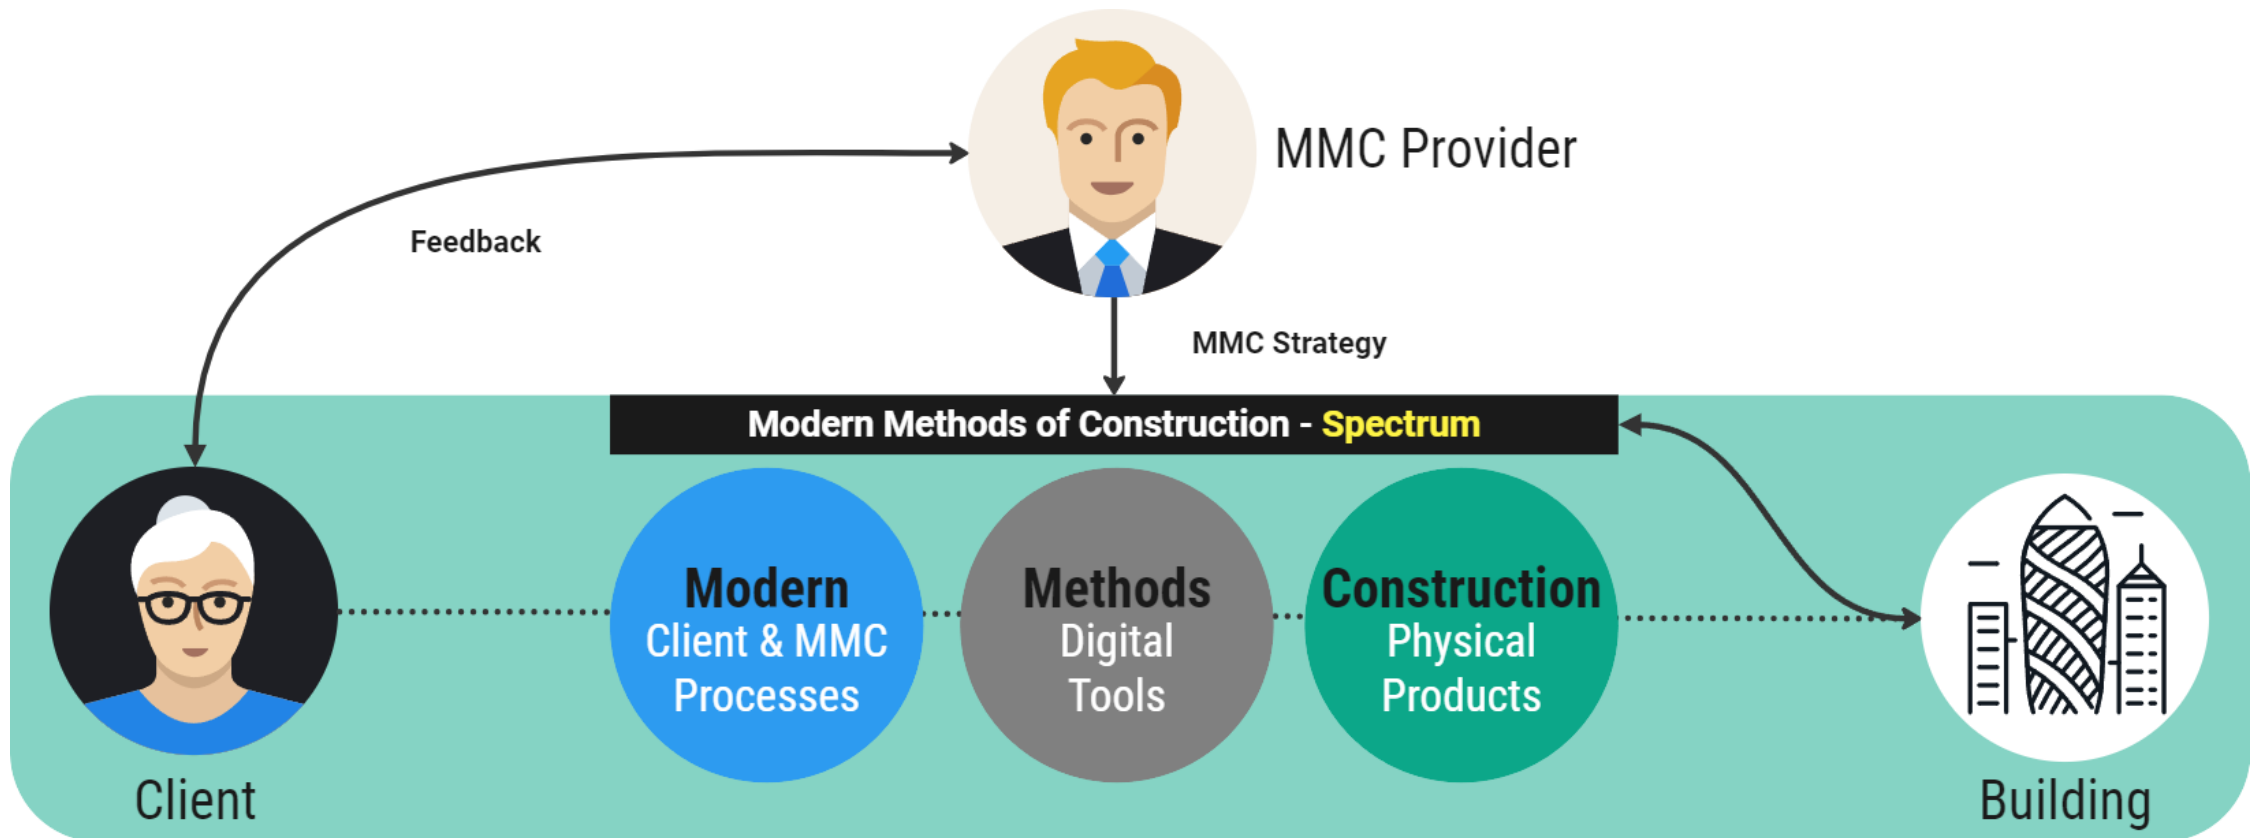 MMC Provider
Feedback
MMC Strategy
Modern Methods of Construction - Spectrum
Modern
Client & MMC
Processes
Methods
Digital
Tools
Construction
Physical
Products
Client
Building